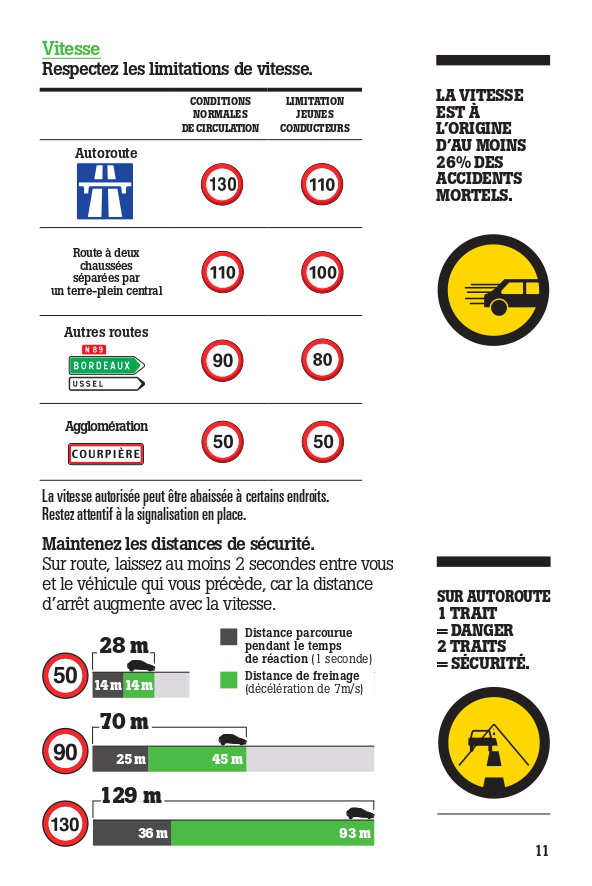 Vitesse
Respectez les limitations de vitesse.
CONDITIONS
NORMALES
DE CIRCULATION
LIMITATION
JEUNES
CONDUCTEURS
Autoroute
130
110
Route à deux
chaussées
séparées par
un terre-plein central
110
100
Autres routes
N 89
BORDEAUX
USSEL
90
80
Agglomération
COURPIÈRE
50
50
La vitesse autorisée peut être abaissée à certains endroits.
Restez attentif à la signalisation en place.
LA VITESSE
EST À
L'ORIGINE
D'AU MOINS
26% DES
ACCIDENTS
MORTELS.
Maintenez les distances de sécurité.
Sur route, laissez au moins 2 secondes entre vous
et le véhicule qui vous précède, car la distance
d'arrêt augmente avec la vitesse.
28 m
50
14 m
14 m
Distance parcourue
pendant le temps
de réaction (1 seconde)
Distance de freinage
(décélération de 7m/s)
70 m
90
25 m
45 m
129 m
130
36 m
93 m
SUR AUTOROUTE
1 TRAIT
= DANGER
2 TRAITS
= SÉCURITÉ.
11